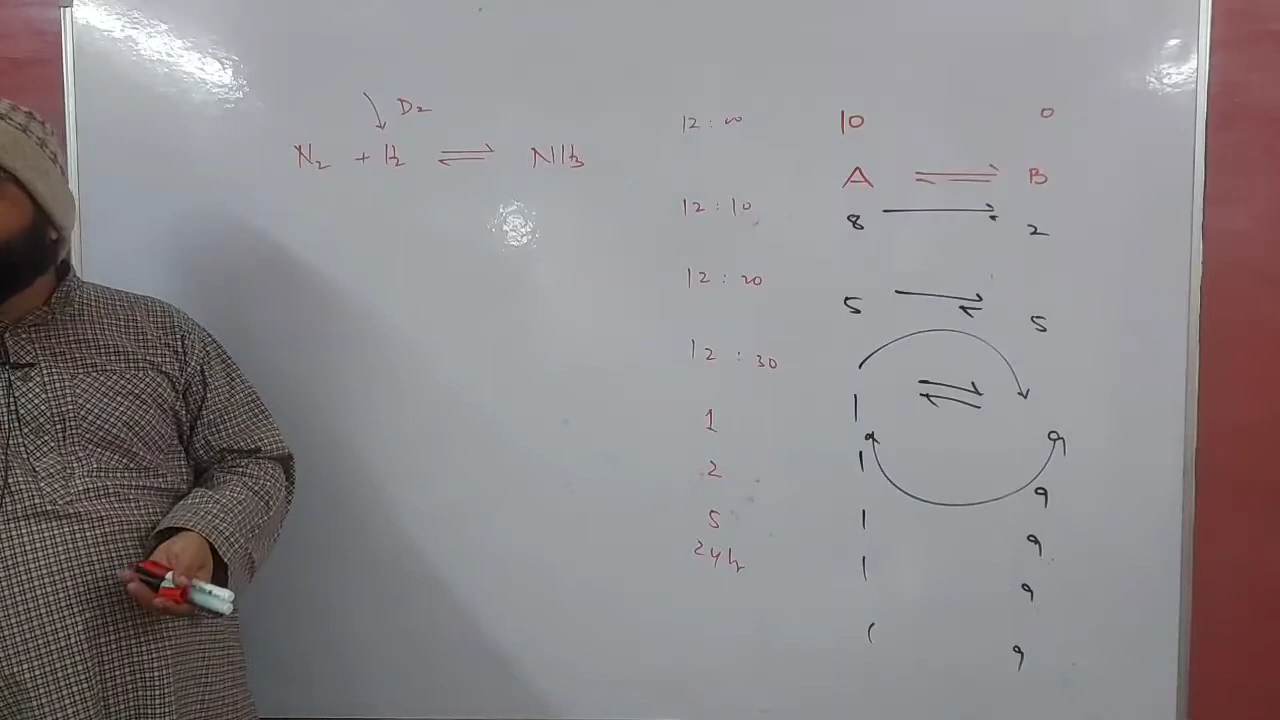 D2
N2 + H2 ⇌ NH3
12 : 00 10 0
A ⇌ B
12 : 10 8 → 2
12 : 20 5 ⇌ 5
12 : 30
1 ⇌ 9
1 1 9
2 1 9
5 1 9
24h
1 9